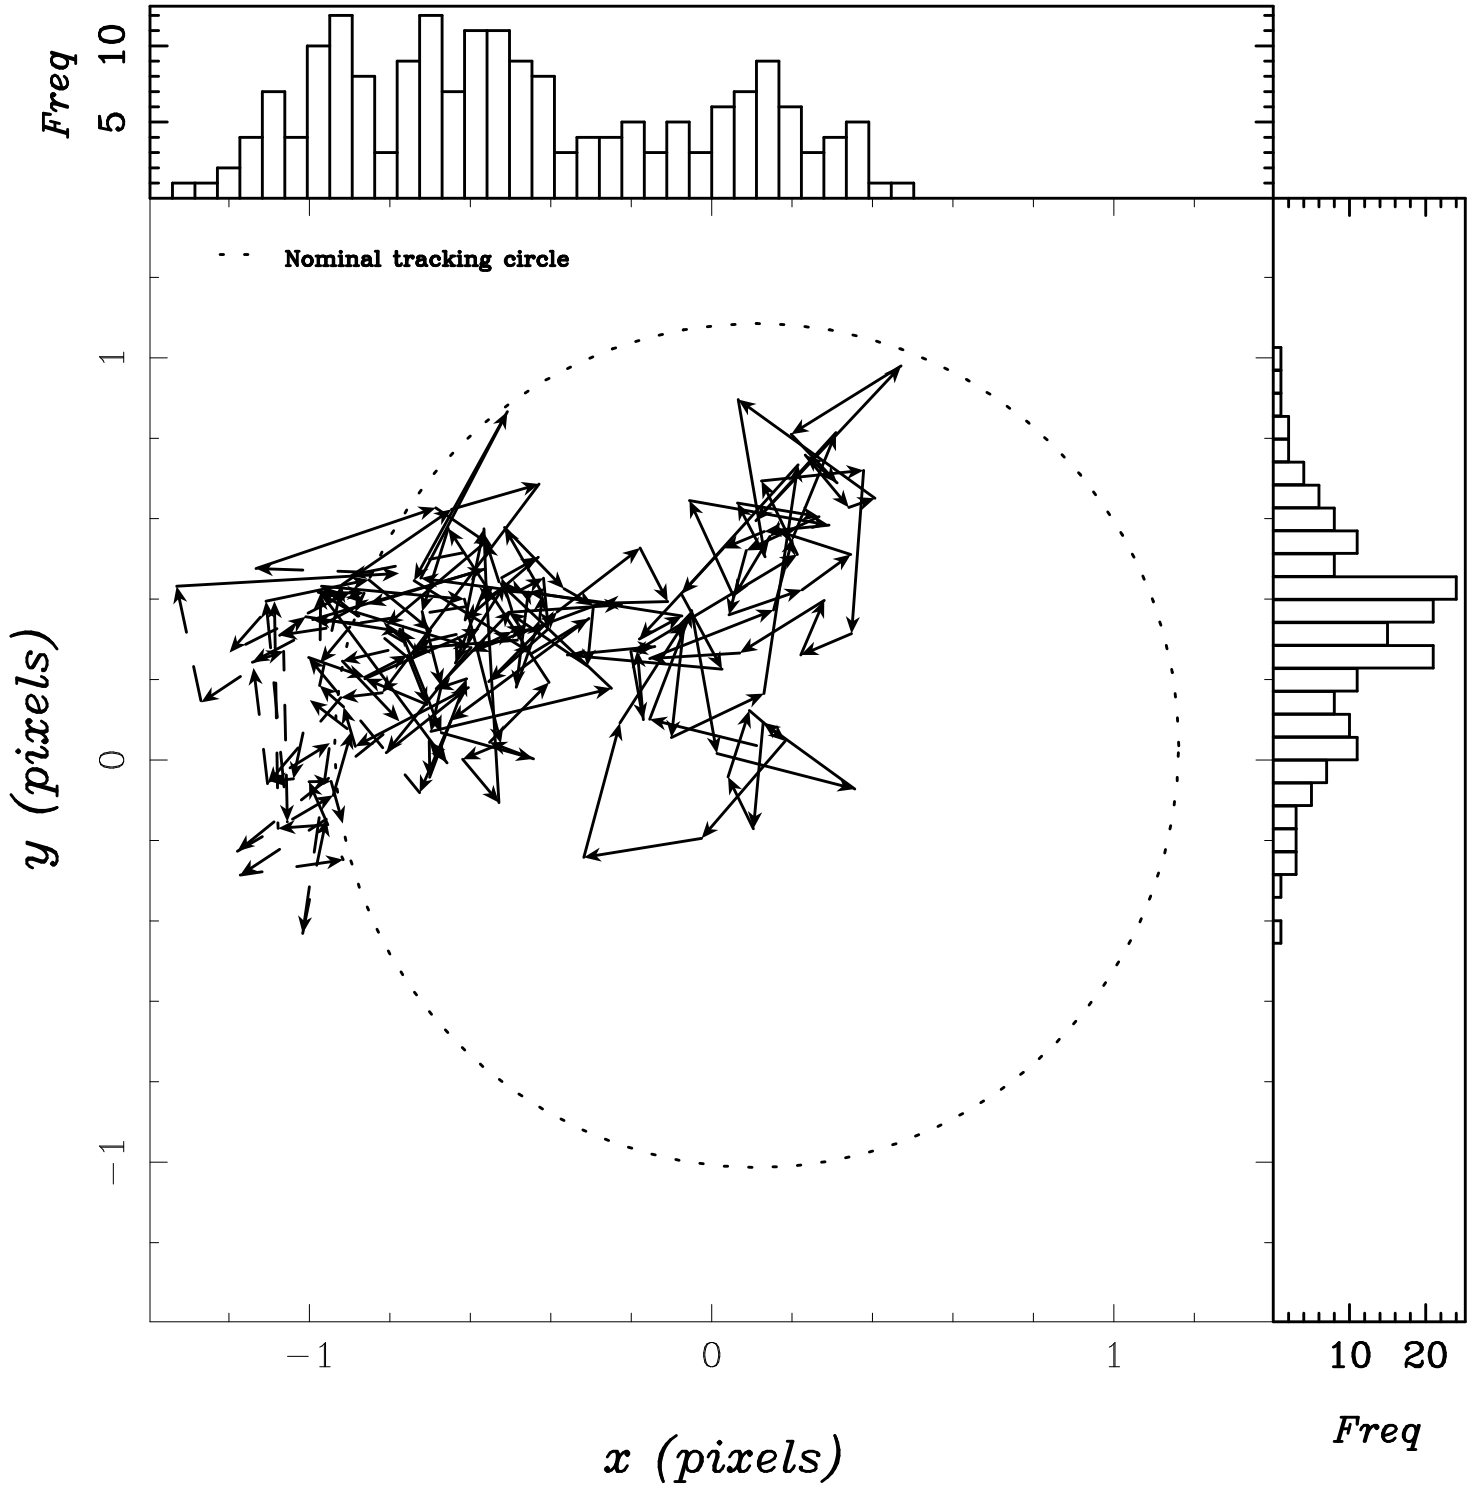 Freq
5 10
Nominal tracking circle
1
0
−1
y (pixels)
−1 0 1
10 20
x (pixels)
Freq